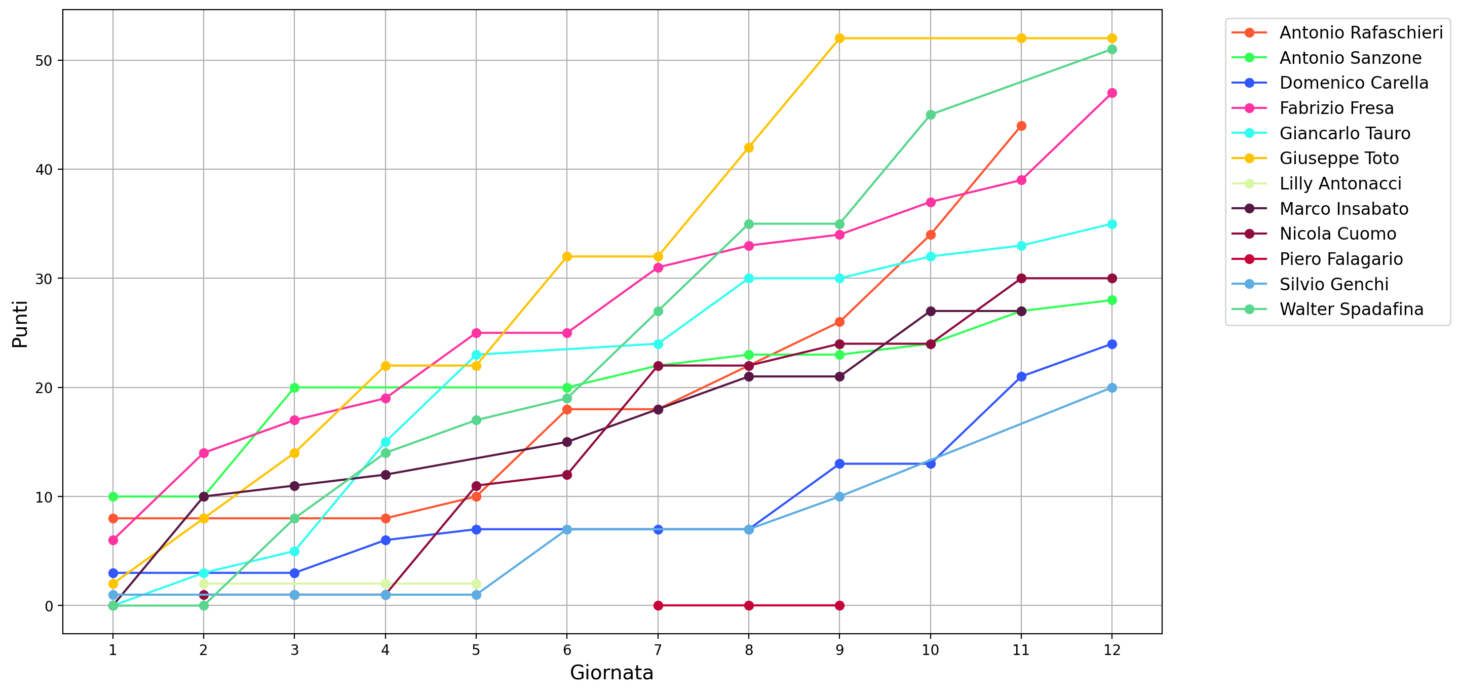 50
40
30
20
10
0
Punti
1 2 3 4 5 6 7 8 9 10 11 12
Giornata
Antonio Rafaschieri
Antonio Sanzone
Domenico Carella
Fabrizio Fresa
Giancarlo Tauro
Giuseppe Toto
Lilly Antonacci
Marco Insabato
Nicola Cuomo
Piero Falagario
Silvio Genchi
Walter Spadafina